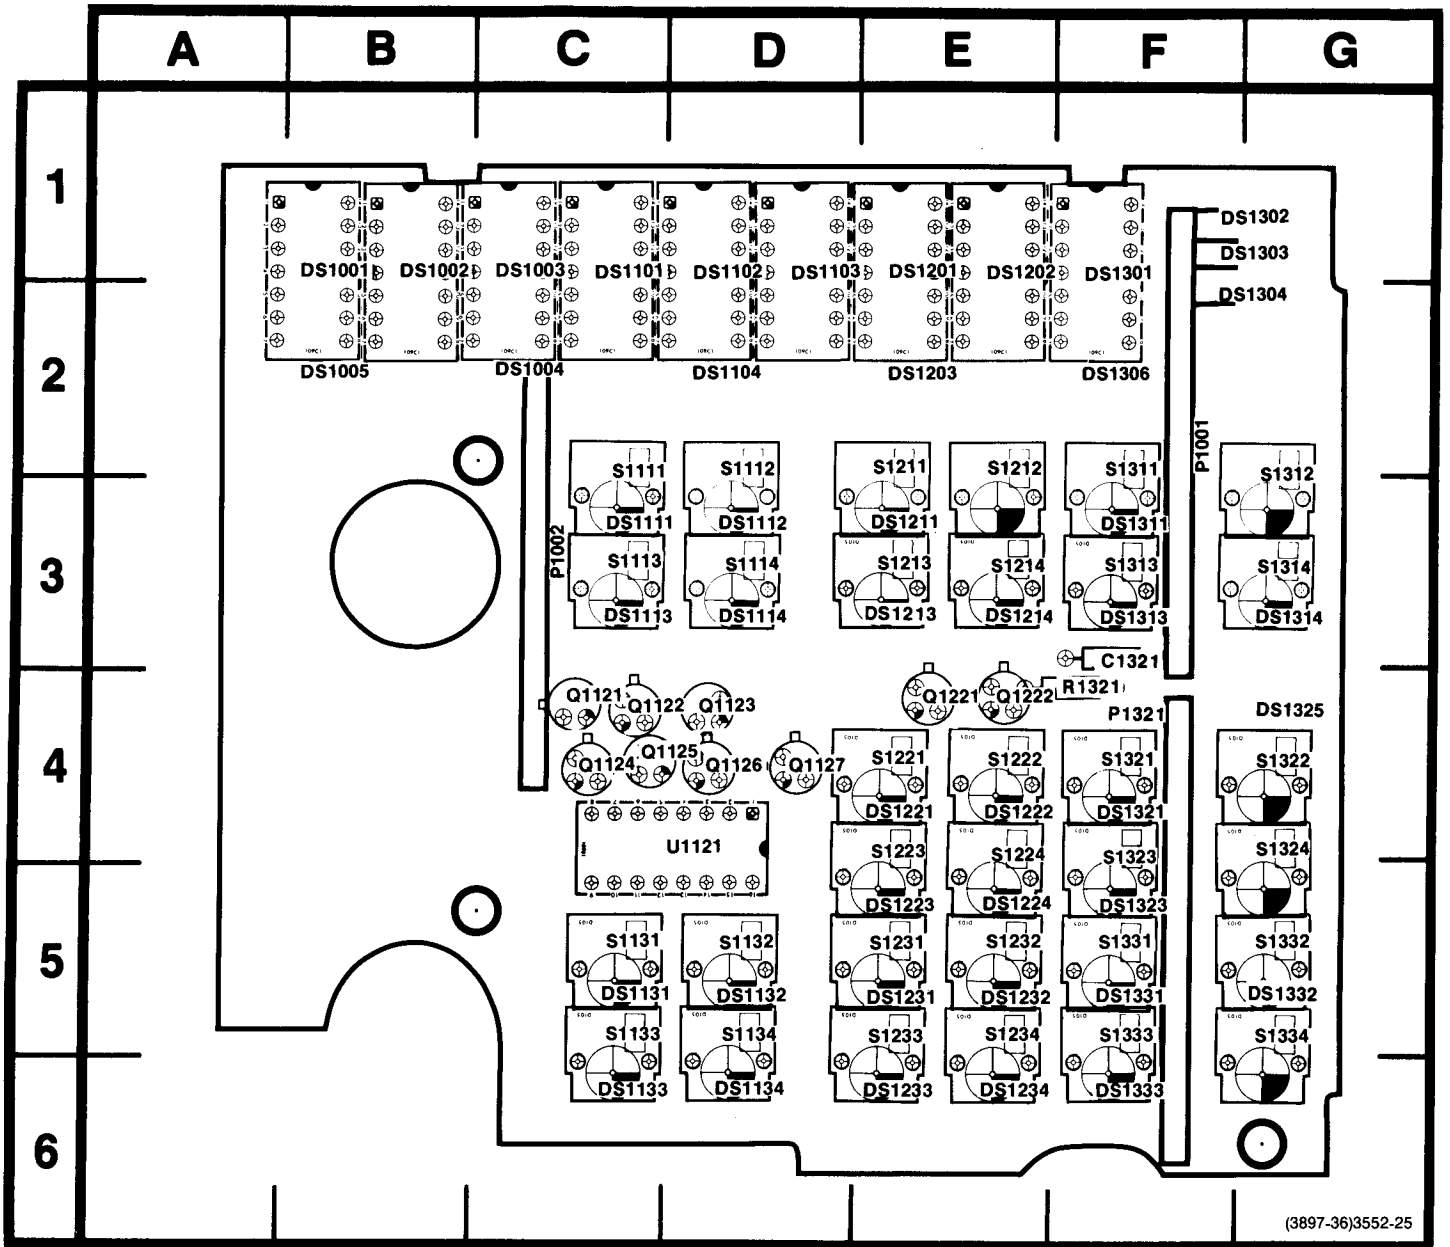 A B C D E F G
1
DS1302
DS1303
DS1001 DS1002 DS1003 DS1101 DS1102 DS1103 DS1201 DS1202 DS1301
DS1304
2
DS1005 DS1004 DS1104 DS1203 DS1306
P1001
S1111 S1112 S1211 S1212 S1311 S1312
DS1111 DS1112 DS1211 DS1311
P1002
3
S1113 S1114 S1213 S1214 S1313 S1314
DS1113 DS1114 DS1213 DS1214 DS1313 DS1314
C1321
R1321
Q1121 Q1122 Q1123 Q1221 Q1222
P1321 DS1325
4
Q1124 Q1125 Q1126 Q1127
S1221 S1222 S1321 S1322
DS1221 DS1222 DS1321
U1121
S1223 S1224 S1323 S1324
DS1223 DS1224 DS1323
5
S1131 S1132 S1231 S1232 S1331 S1332
DS1131 DS1132 DS1231 DS1232 DS1331 DS1332
S1133 S1134 S1233 S1234 S1333 S1334
DS1133 DS1134 DS1233 DS1234 DS1333
6
(3897-36)3552-25